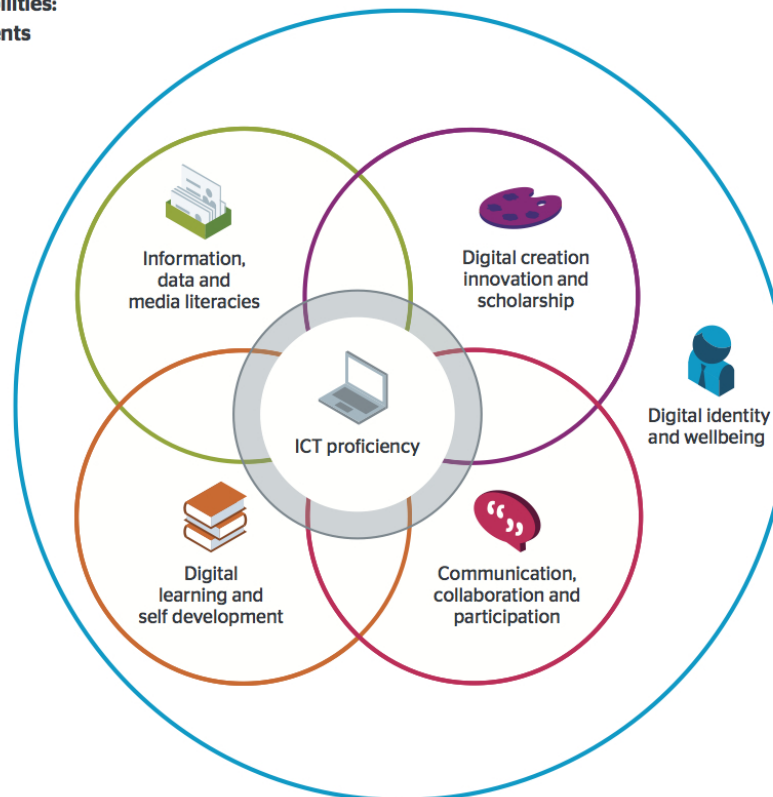 ents
Information,
data and
media literacies
Digital creation
innovation and
scholarship
ICT proficiency
Digital identity
and wellbeing
Digital
learning and
self development
Communication,
collaboration and
participation